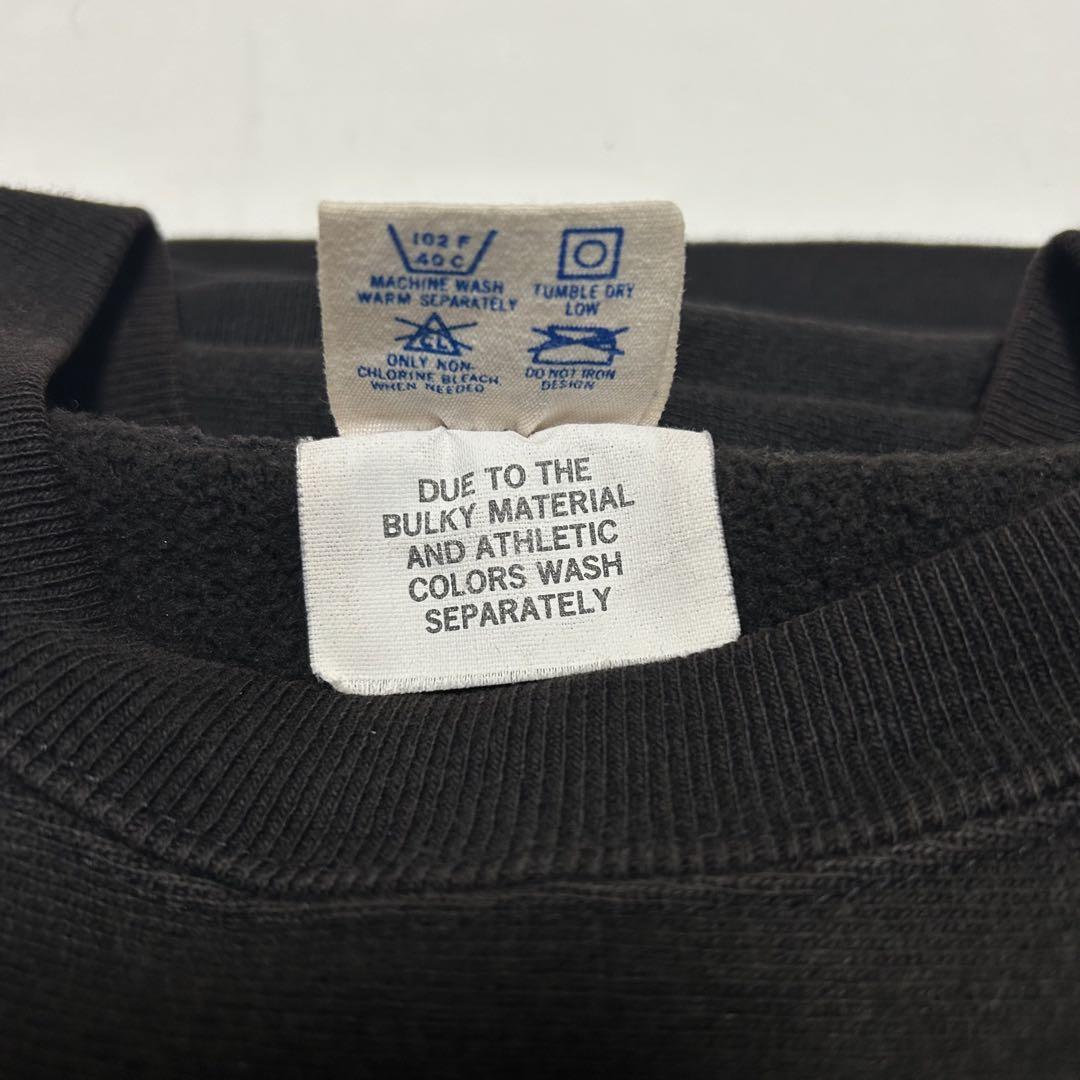 102 F
40 C
MACHINE WASH
WARM SEPARATELY
TUMBLE DRY
LOW
CL
ONLY NON-
CHLORINE BLEACH
WHEN NEEDED
DO NOT IRON
DESIGN
DUE TO THE
BULKY MATERIAL
AND ATHLETIC
COLORS WASH
SEPARATELY